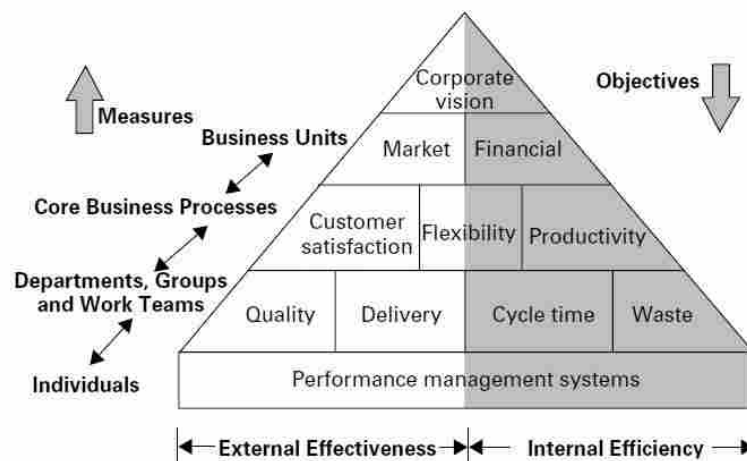 Corporate
vision
Objectives
Measures
Business Units
Market
Financial
Core Business Processes
Customer
satisfaction
Flexibility
Productivity
Departments, Groups
and Work Teams
Quality
Delivery
Cycle time
Waste
Individuals
Performance management systems
External Effectiveness
Internal Efficiency